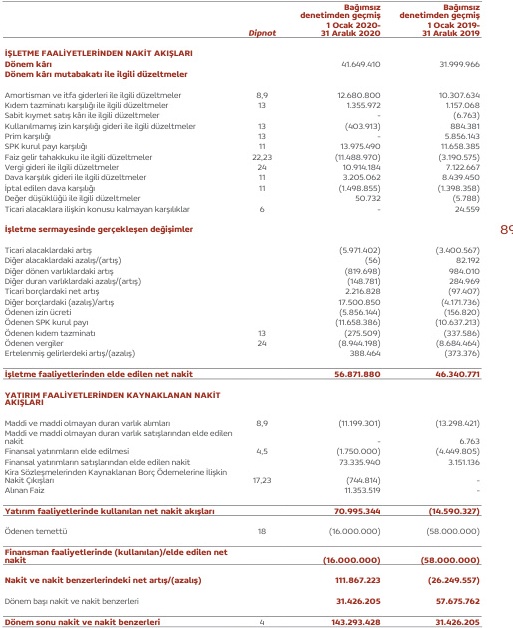 Bağımsız Bağımsız
denetimden geçmiş denetimden geçmiş
1 Ocak 2020- 1 Ocak 2019-
Dipnot 31 Aralık 2020 31 Aralık 2019
İŞLETME FAALİYETLERİNDEN NAKİT AKIŞLARI
Dönem kârı 41.649.410 31.999.966
Dönem kârı mutabakatı ile ilgili düzeltmeler
Amortisman ve itfa giderleri ile ilgili düzeltmeler 8,9 12.680.800 10.307.634
Kıdem tazminatı karşılığı ile ilgili düzeltmeler 13 1.355.972 1.157.068
Sabit kıymet satış kârı ile ilgili düzeltmeler - (6.763)
Kullanılmamış izin karşılığı gideri ile ilgili düzeltmeler 13 (403.913) 884.381
Prim karşılığı 13 - 5.856.143
SPK kurul payı karşılığı 11 13.975.490 11.658.385
Faiz gelir tahakkuku ile ilgili düzeltmeler 22,23 (11.488.970) (3.190.575)
Vergi gideri ile ilgili düzeltmeler 24 10.914.184 7.122.667
Dava karşılık gideri ile ilgili düzeltmeler 11 3.205.062 8.439.450
İptal edilen dava karşılığı 11 (1.498.855) (1.398.358)
Değer düşüklüğü ile ilgili düzeltmeler 50.732 (5.788)
Ticari alacaklara ilişkin konusu kalmayan karşılıklar 6 - 24.559
İşletme sermayesinde gerçekleşen değişimler 89
Ticari alacaklardaki artış (5.971.402) (3.400.567)
Diğer alacaklardaki azalış/(artış) (56) 82.192
Diğer dönen varlıklardaki artış (819.698) 984.010
Diğer duran varlıklardaki azalış/(artış) (148.781) 284.969
Ticari borçlardaki net artış 2.216.828 (97.407)
Diğer borçlardaki (azalış)/artış 17.500.850 (4.171.736)
Ödenen izin ücreti (5.856.144) (156.820)
Ödenen SPK kurul payı (11.658.386) (10.637.213)
Ödenen kıdem tazminatı 13 (275.509) (337.586)
Ödenen vergiler 24 (8.944.198) (8.684.464)
Ertelenmiş gelirlerdeki artış/(azalış) 388.464 (373.376)
İşletme faaliyetlerinden elde edilen net nakit 56.871.880 46.340.771
YATIRIM FAALİYETLERİNDEN KAYNAKLANAN NAKİT
AKIŞLARI
Maddi ve maddi olmayan duran varlık alımları 8,9 (11.199.301) (13.298.421)
Maddi ve maddi olmayan duran varlık satışlarından elde edilen
nakit - 6.763
Finansal yatırımların elde edilmesi 4,5 (1.750.000) (4.449.805)
Finansal yatırımların satışlarından elde edilen nakit 73.335.940 3.151.136
Kira Sözleşmelerinden Kaynaklanan Borç Ödemelerine İlişkin
Nakit Çıkışları 17,23 (744.814) -
Alınan Faiz 11.353.519 -
Yatırım faaliyetlerinde kullanılan net nakit akışları 70.995.344 (14.590.327)
Ödenen temettü 18 (16.000.000) (58.000.000)
Finansman faaliyetlerinde (kullanılan)/elde edilen net
nakit (16.000.000) (58.000.000)
Nakit ve nakit benzerlerindeki net artış/(azalış) 111.867.223 (26.249.557)
Dönem başı nakit ve nakit benzerleri 31.426.205 57.675.762
Dönem sonu nakit ve nakit benzerleri 4 143.293.428 31.426.205